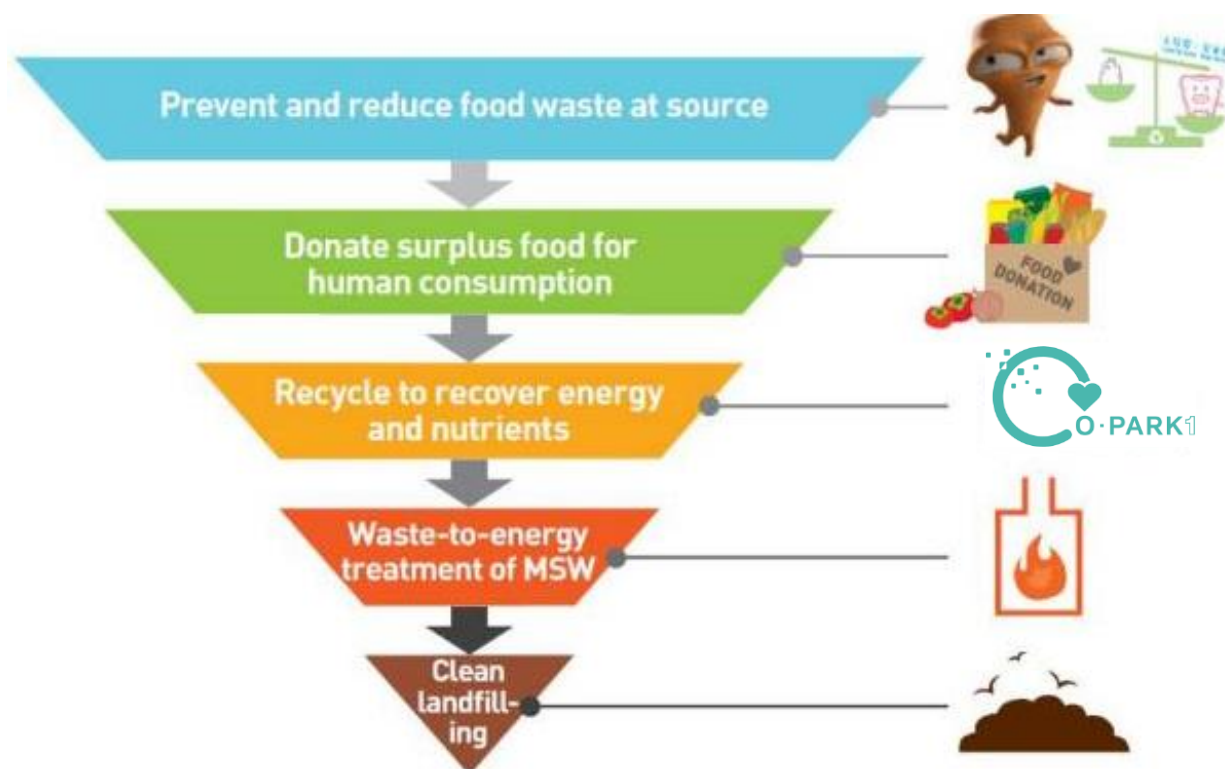 Prevent and reduce food waste at source
Donate surplus food for
human consumption
FOOD
DONATION
Recycle to recover energy
and nutrients
O·PARK1
Waste-to-energy
treatment of MSW
Clean
landfill-
ing